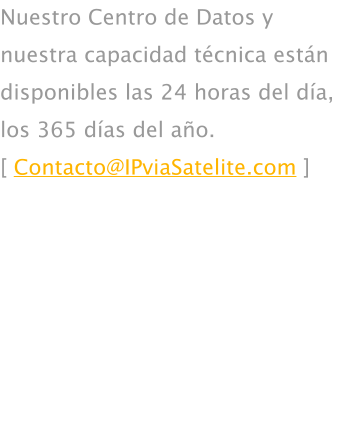 Nuestro Centro de Datos y
nuestra capacidad técnica están
disponibles las 24 horas del día,
los 365 días del año.
[ Contacto@IPviaSatelite.com ]